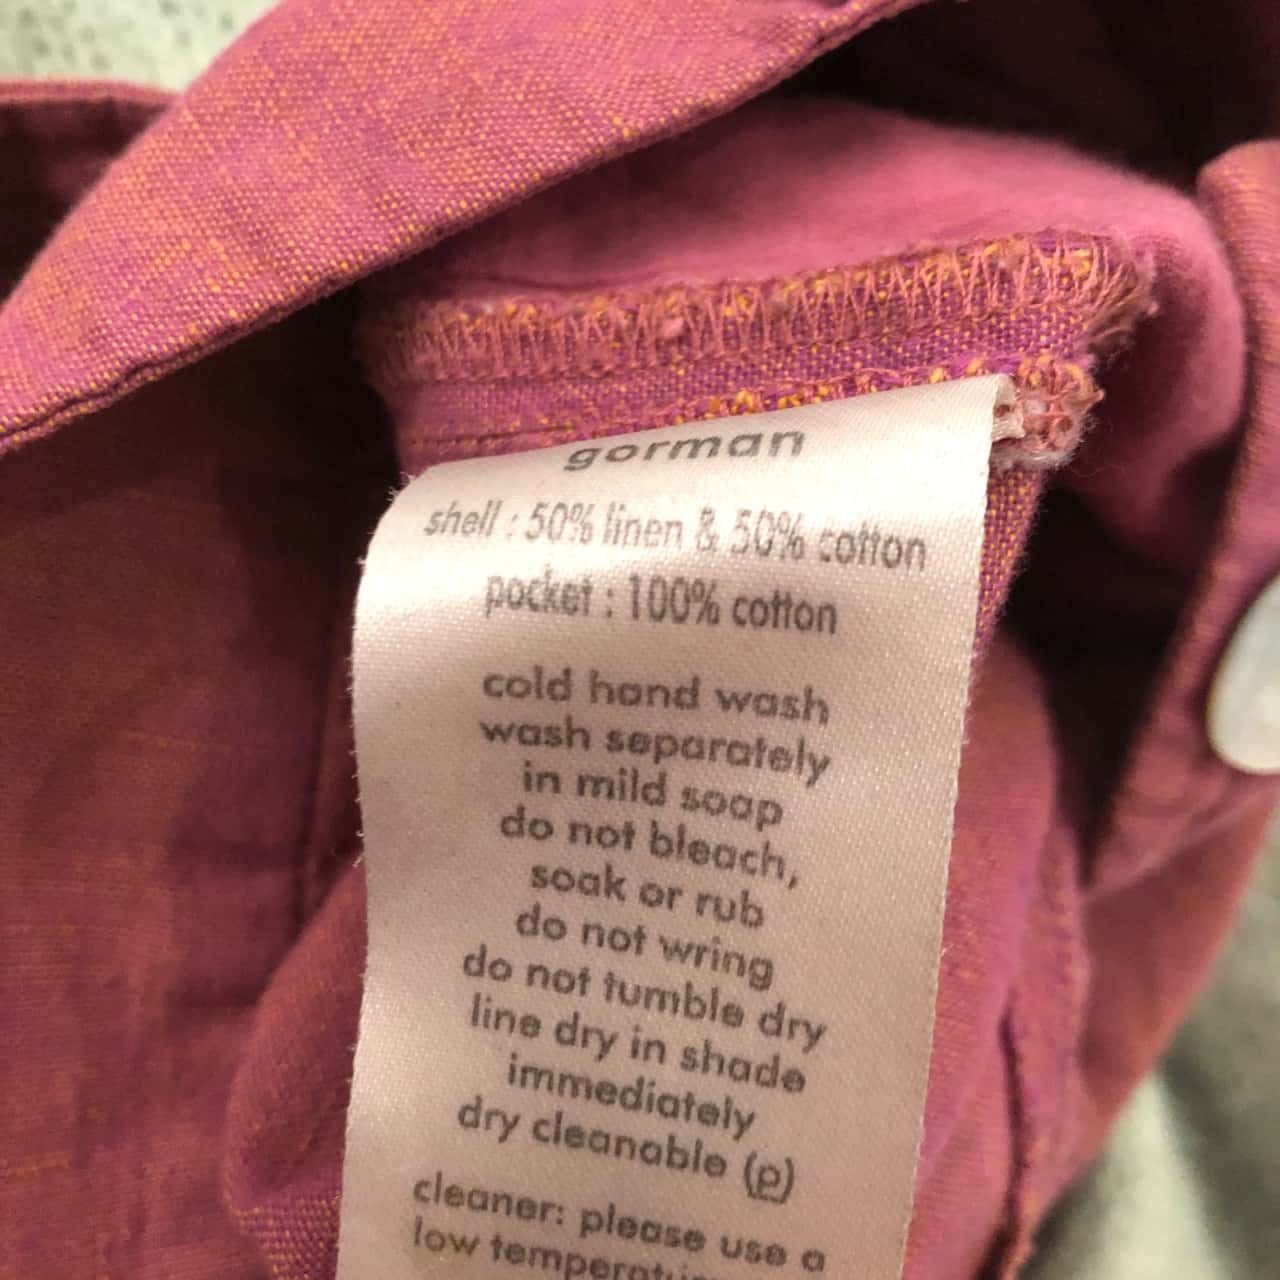 gorman
shell : 50% linen & 50% cotton
pocket : 100% cotton
cold hand wash
wash separately
in mild soap
do not bleach,
soak or rub
do not wring
do not tumble dry
line dry in shade
immediately
dry cleanable (p)
cleaner: please use a
low